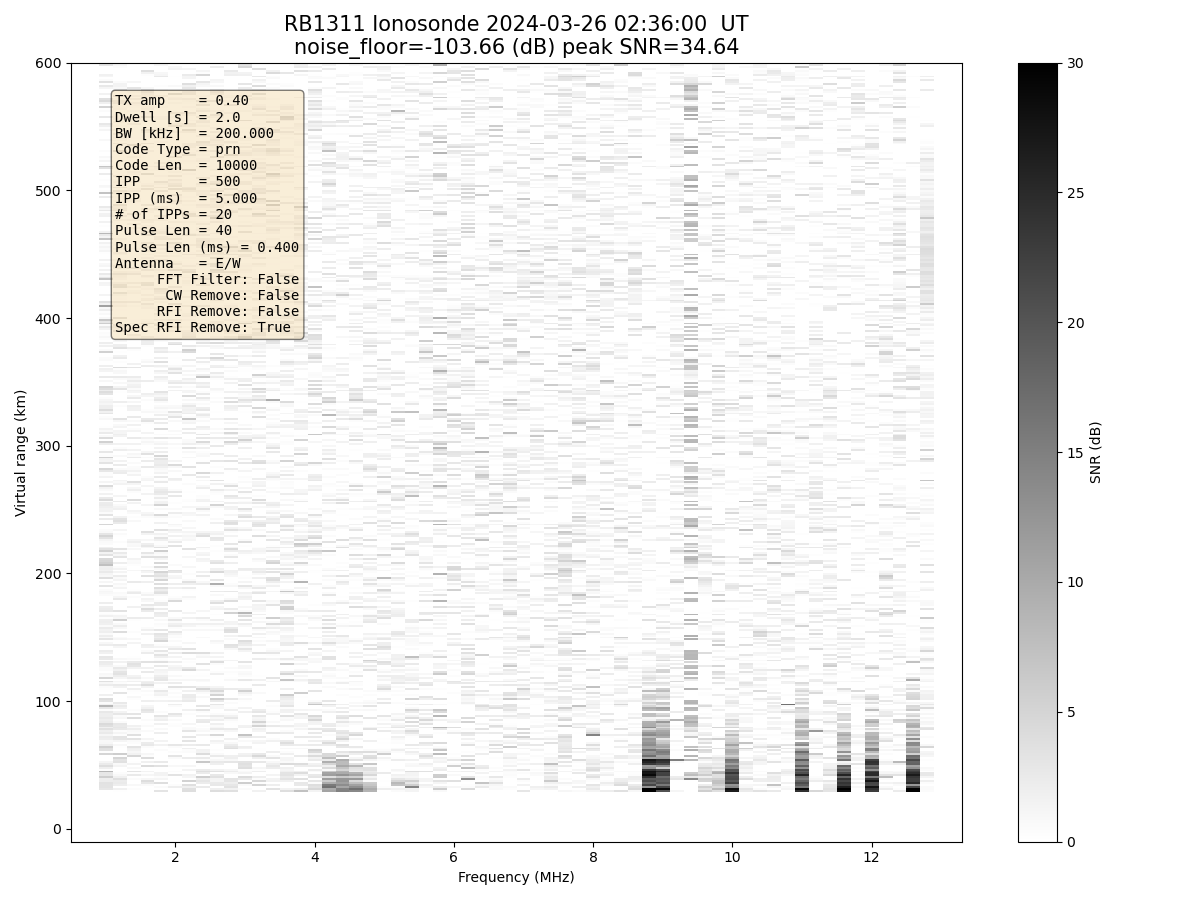 RB1311 Ionosonde 2024-03-26 02:36:00  UT
noise_floor=-103.66 (dB) peak SNR=34.64
TX amp    = 0.40
Dwell [s] = 2.0
BW [kHz]  = 200.000
Code Type = prn
Code Len  = 10000
IPP       = 500
IPP (ms)  = 5.000
# of IPPs = 20
Pulse Len = 40
Pulse Len (ms) = 0.400
Antenna   = E/W
FFT Filter: False
CW Remove: False
RFI Remove: False
Spec RFI Remove: True
600
500
400
300
200
100
0
Virtual range (km)
2 4 6 8 10 12
Frequency (MHz)
30
25
20
15
10
5
0
SNR (dB)